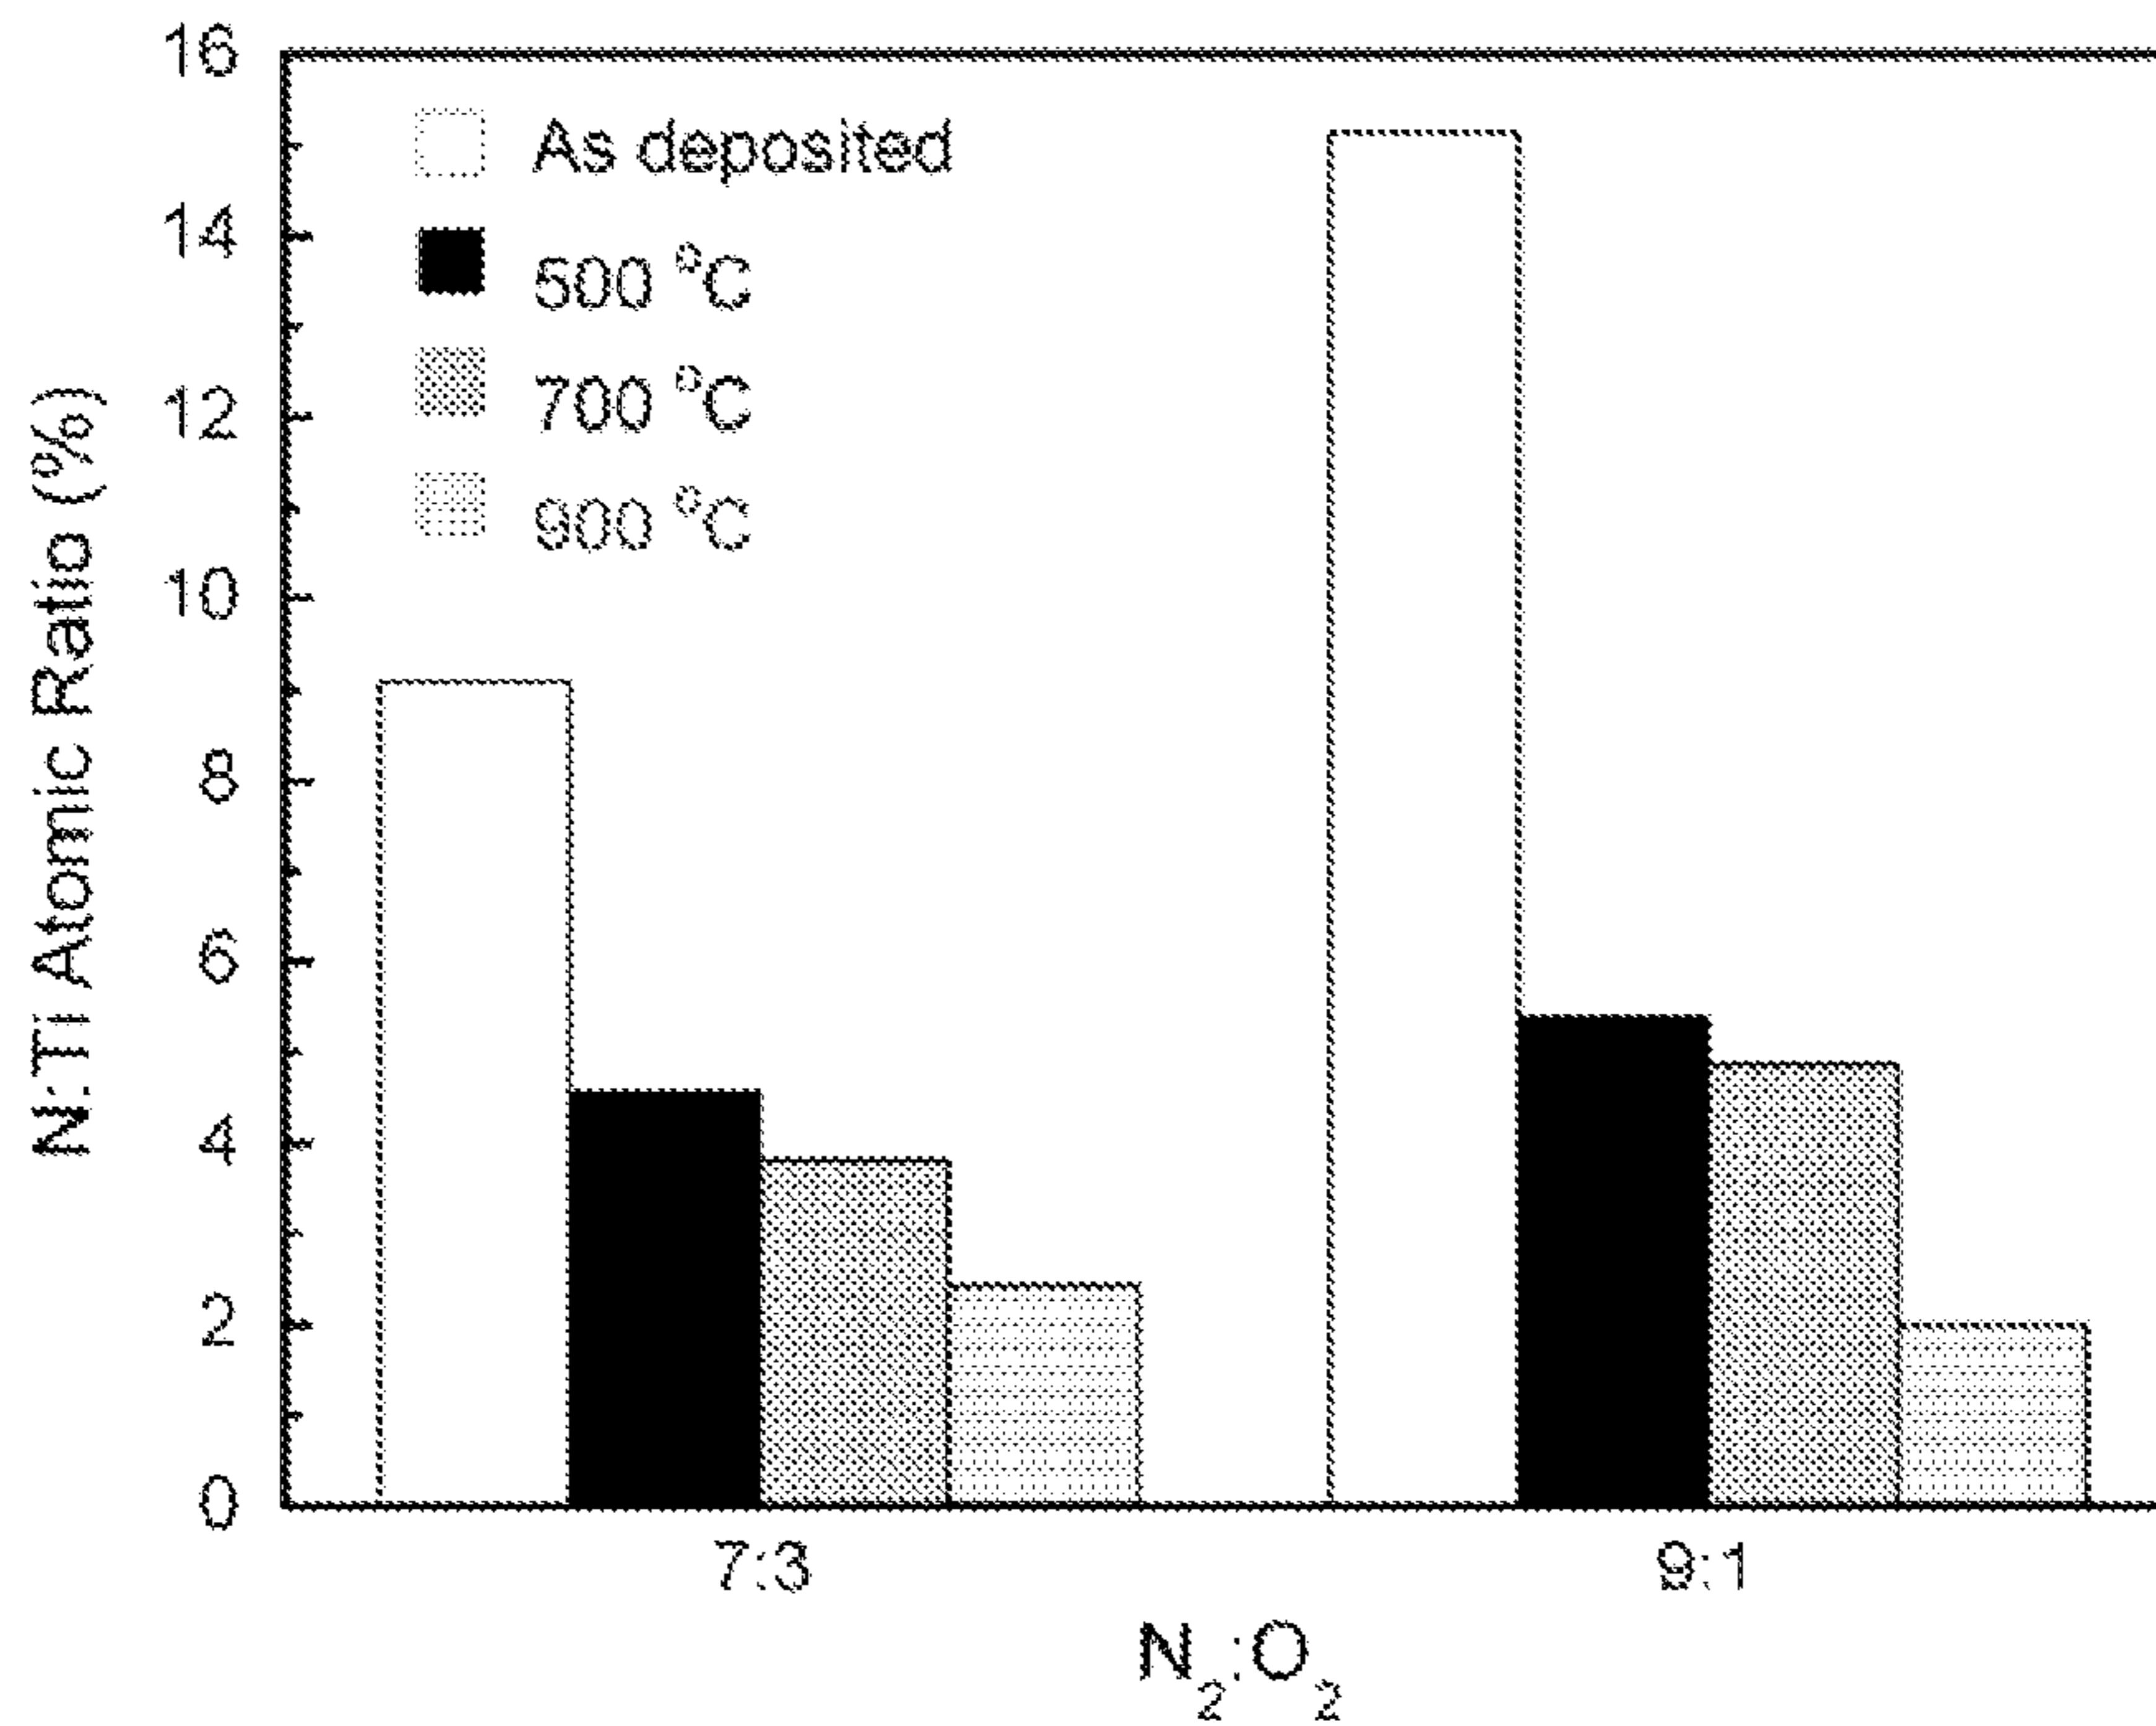 16
14
12
10
8
6
4
2
0
N:Ti Atomic Ratio (%)
As deposited
500 °C
700 °C
900 °C
7:3
9:1
N₂:O₂